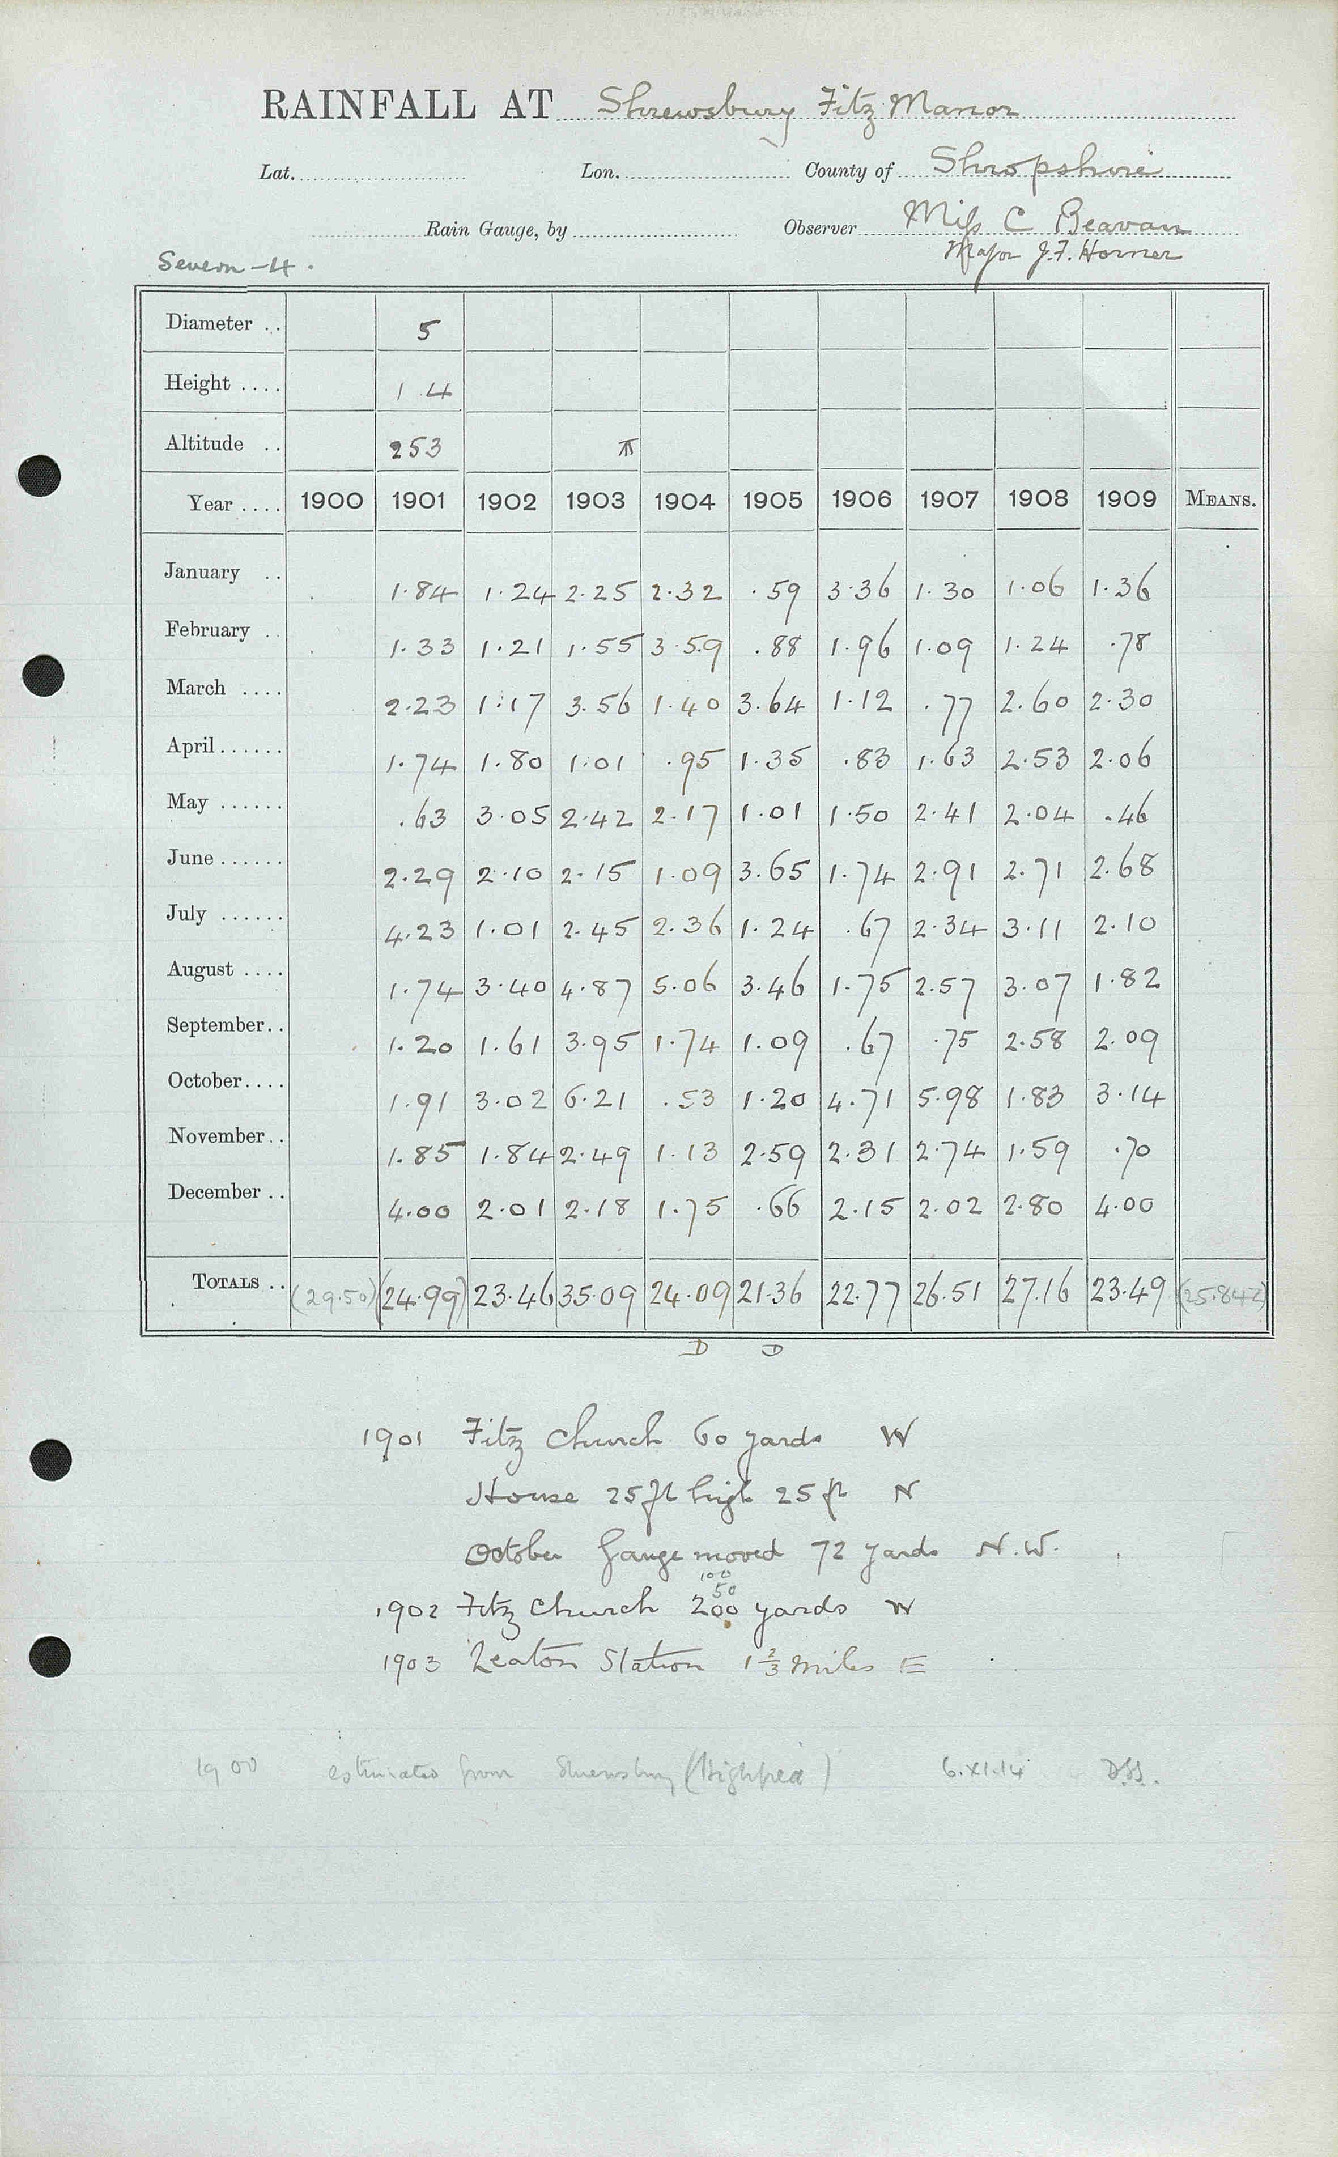 RAINFALL AT Shrewsbury Fitz Manor
Lat. Lon. County of Shropshire
Rain Gauge, by Observer Miss C Beavan
Severn - 4. Major J.F. Horner
Diameter .. 5
Height .... 1 . 4
Altitude .. 253
Year .... 1900 1901 1902 1903 1904 1905 1906 1907 1908 1909 MEANS.
January .. 1.84 1.24 2.25 2.32 .59 3.36 1.30 1.06 1.36
February .. 1.33 1.21 1.55 3.59 .88 1.96 1.09 1.24 .78
March .... 2.23 1.17 3.56 1.40 3.64 1.12 .77 2.60 2.30
April ...... 1.74 1.80 1.01 .95 1.35 .83 1.63 2.53 2.06
May ...... .63 3.05 2.42 2.17 1.01 1.50 2.41 2.04 .46
June ...... 2.29 2.10 2.15 1.09 3.65 1.74 2.91 2.71 2.68
July ...... 4.23 1.01 2.45 2.36 1.24 .67 2.34 3.11 2.10
August .... 1.74 3.40 4.87 5.06 3.46 1.75 2.57 3.07 1.82
September .. 1.20 1.61 3.95 1.74 1.09 .67 .75 2.58 2.09
October .... 1.91 3.02 6.21 .53 1.20 4.71 5.98 1.83 3.14
November .. 1.85 1.84 2.49 1.13 2.59 2.31 2.74 1.59 .70
December .. 4.00 2.01 2.18 1.75 .66 2.15 2.02 2.80 4.00
TOTALS .. (29.50) (24.99) 23.46 35.09 24.09 21.36 22.77 26.51 27.16 23.49 (25.842)
D D
1901 Fitz Church 60 yards W
House 25 ft high 25 ft N
October Gauge moved 72 yards N.W.
100
50
1902 Fitz Church 200 yards W
1903 Leaton Station 1 2/3 miles E
1900 estimated from Shrewsbury ( ) 6.XI.14 D.S.S.